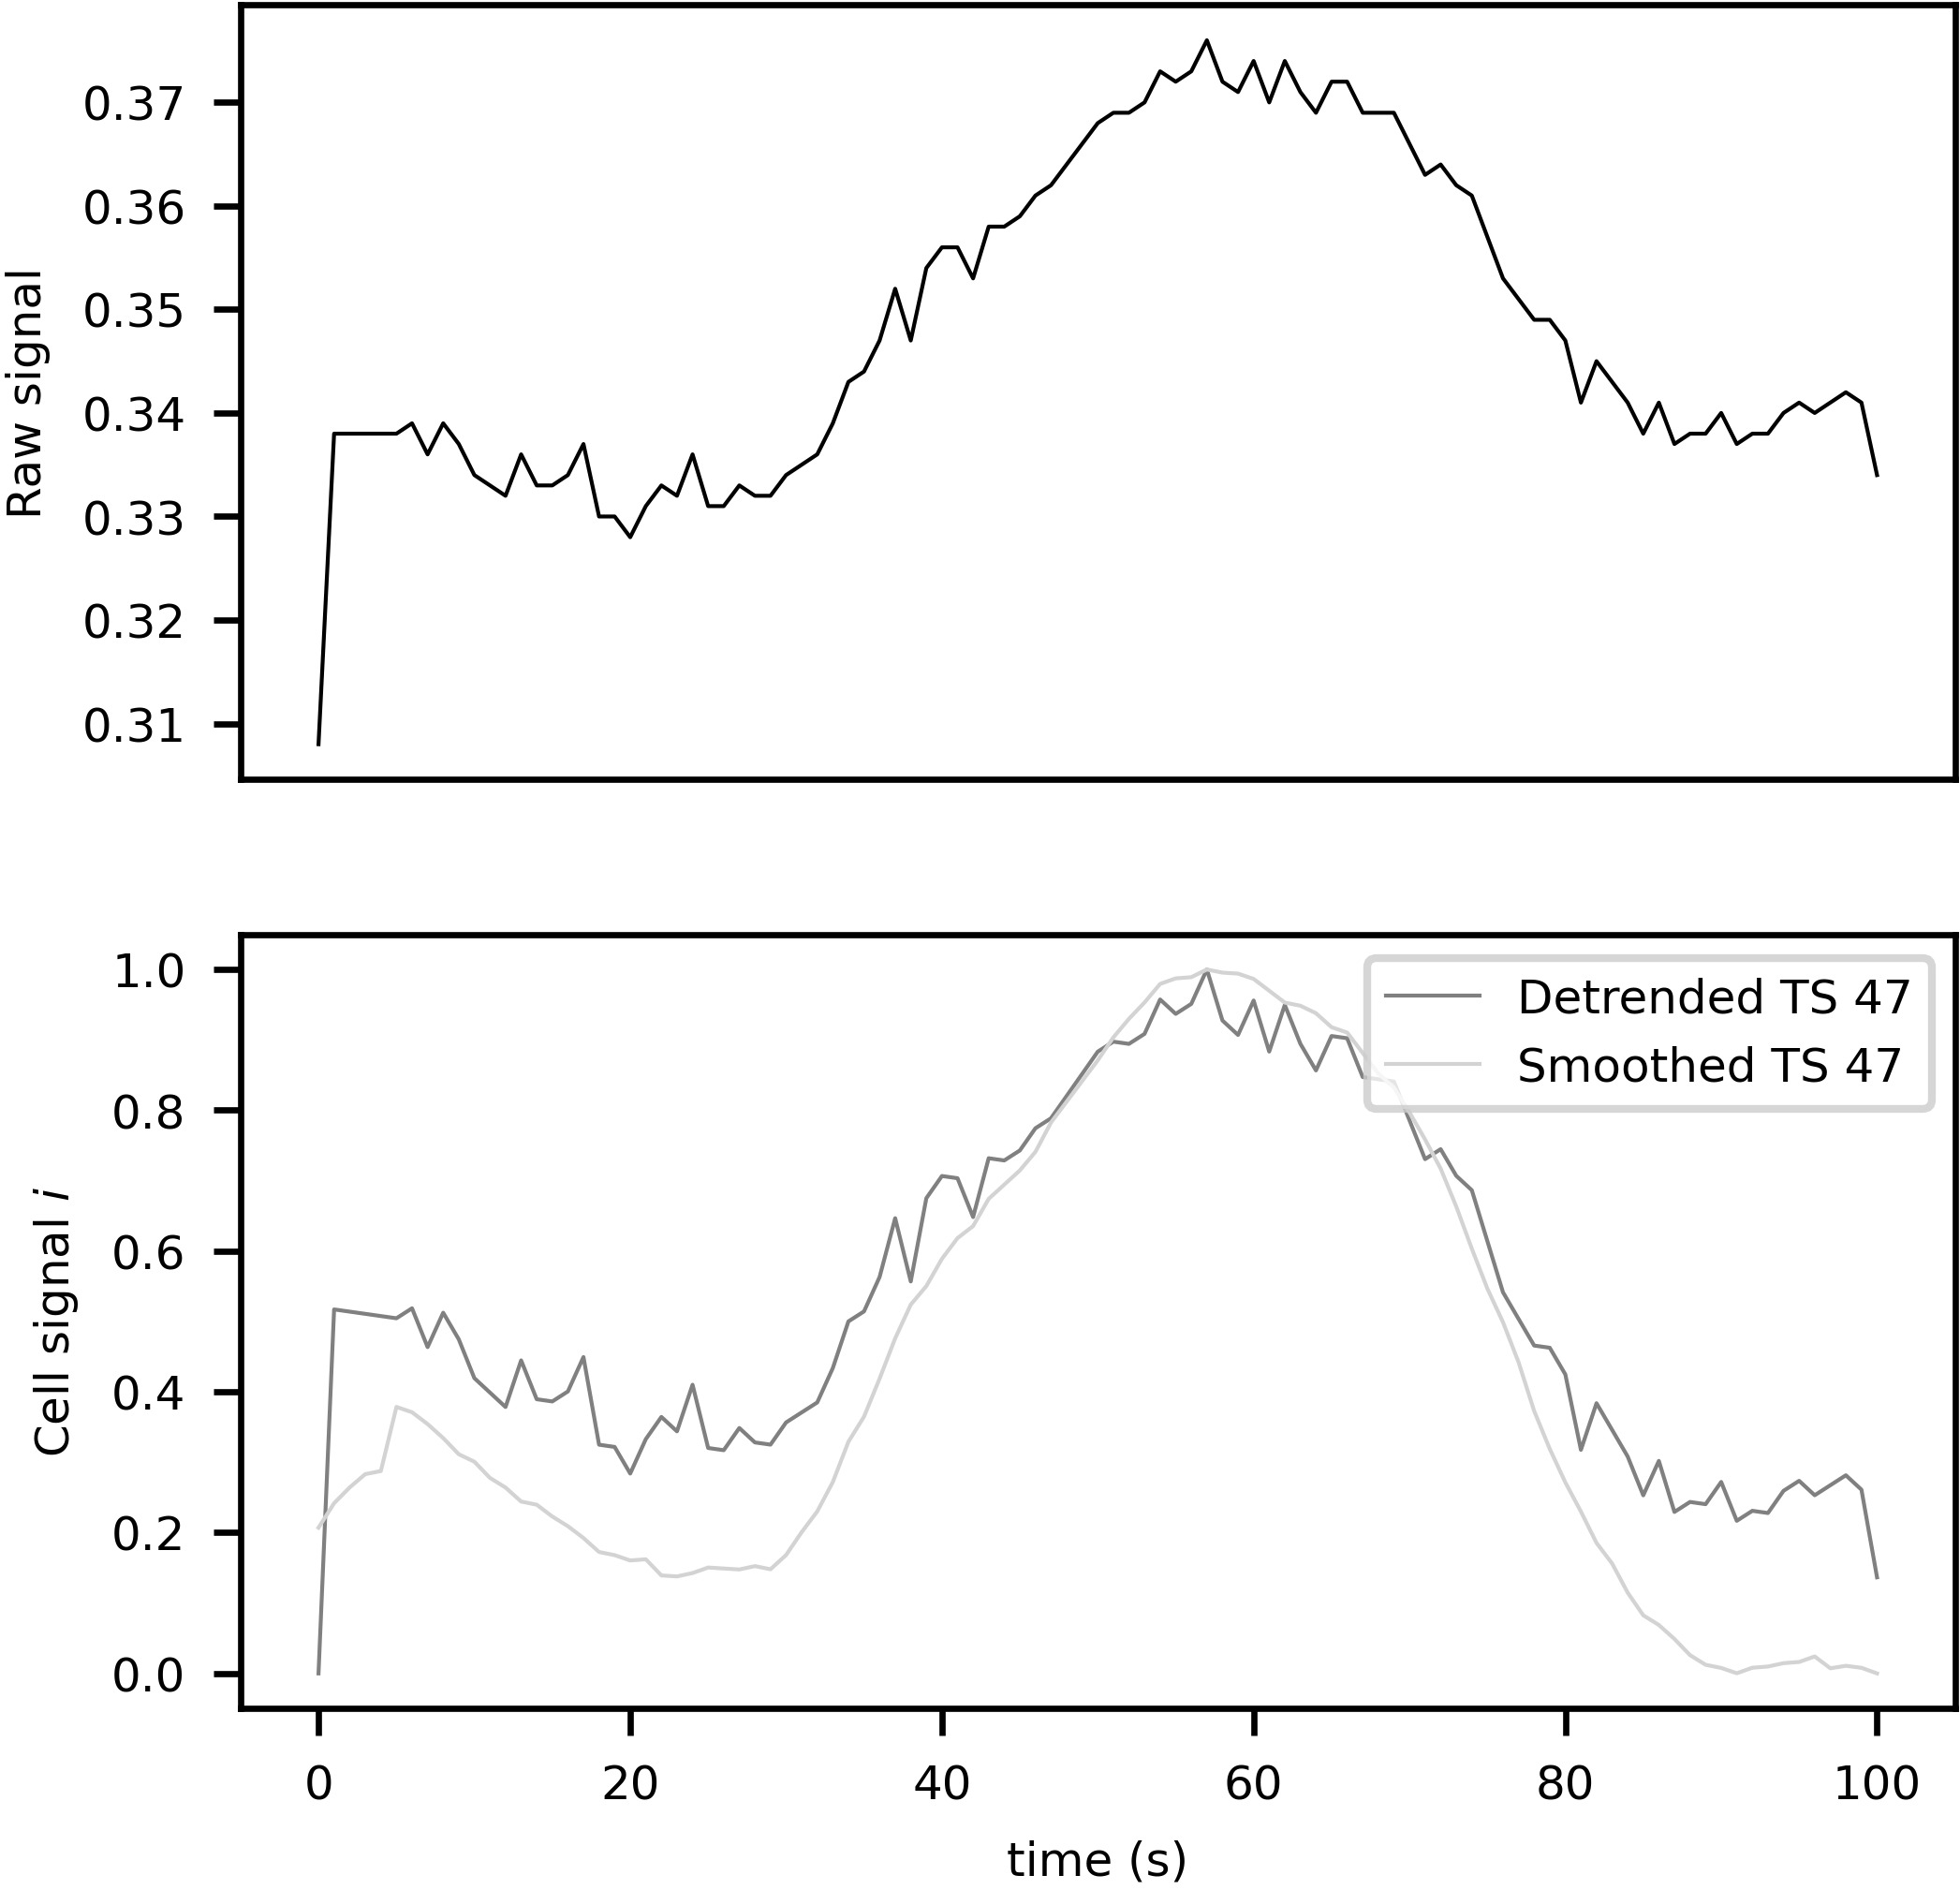 Raw signal
0.37
0.36
0.35
0.34
0.33
0.32
0.31
Cell signal i
1.0
0.8
0.6
0.4
0.2
0.0
Detrended TS 47
Smoothed TS 47
0 20 40 60 80 100
time (s)